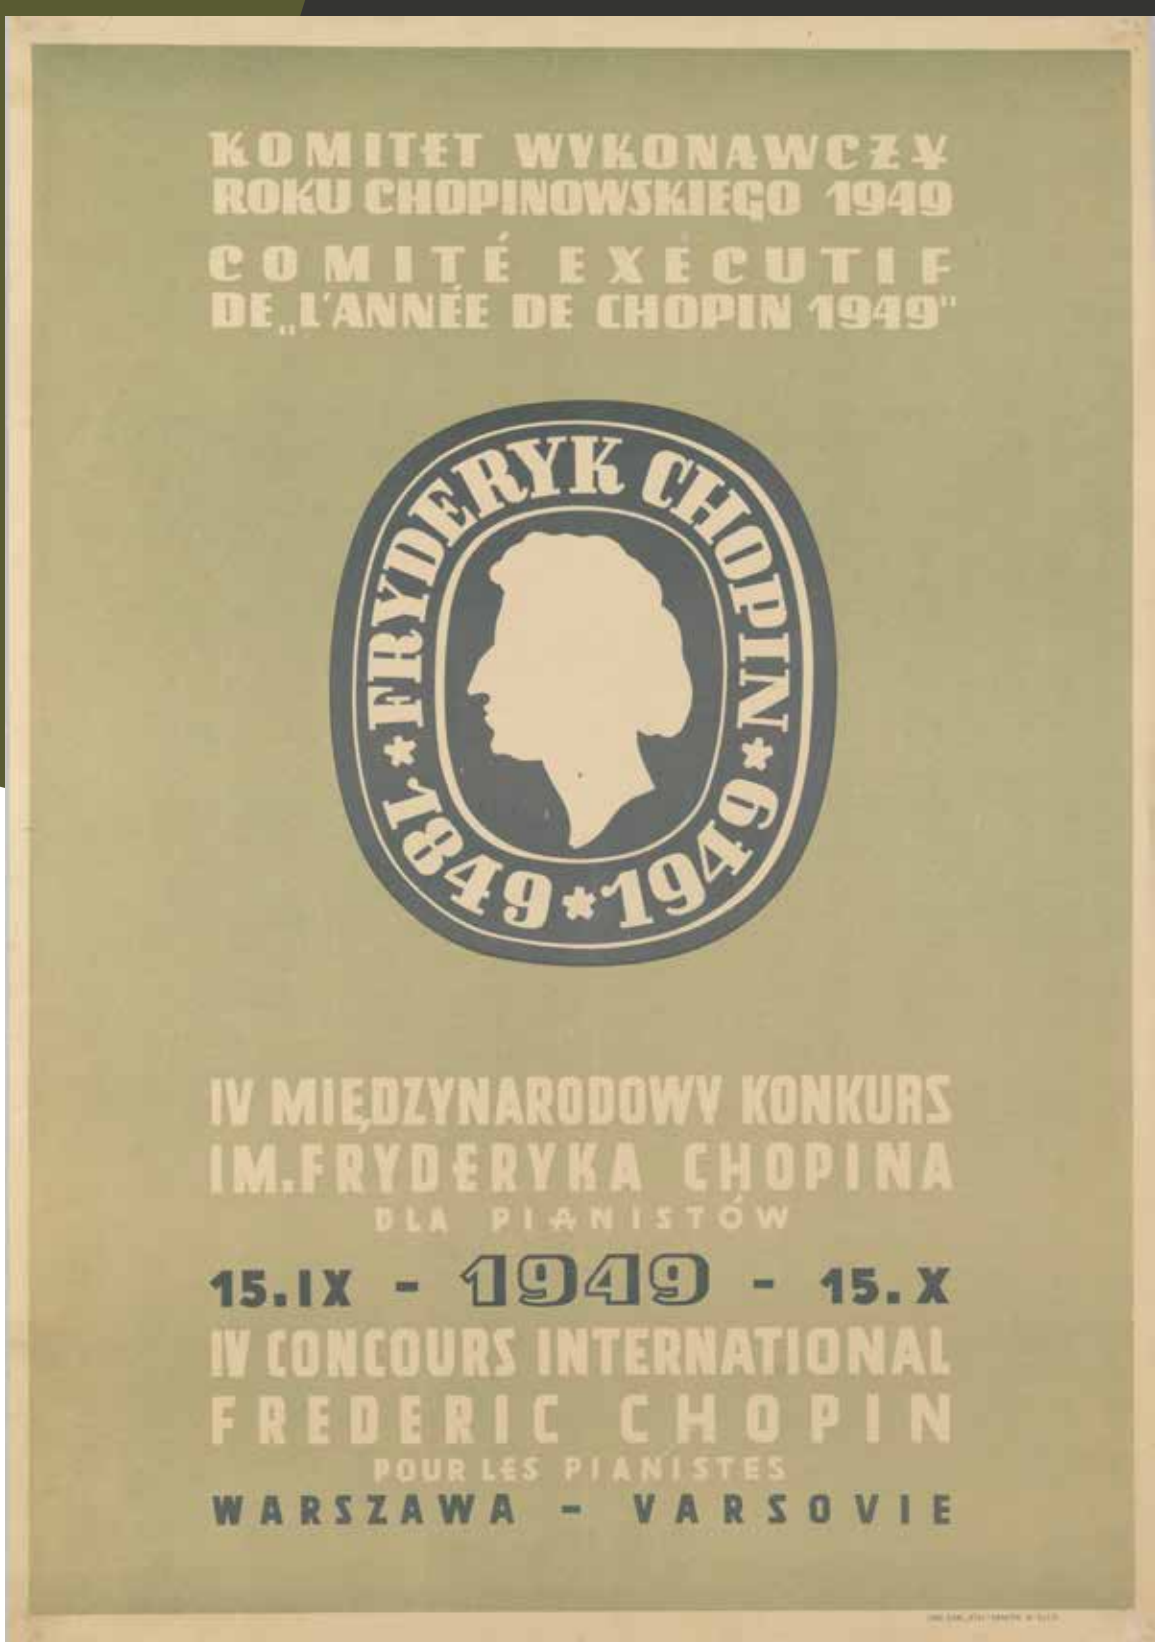 KOMITET WYKONAWCZY
ROKU CHOPINOWSKIEGO 1949
COMITÉ EXECUTIF
DE „L'ANNÉE DE CHOPIN 1949"
FRYDERYK CHOPIN
1849 * 1949
IV MIĘDZYNARODOWY KONKURS
IM. FRYDERYKA CHOPINA
DLA PIANISTÓW
15.IX - 1949 - 15.X
IV CONCOURS INTERNATIONAL
FREDERIC CHOPIN
POUR LES PIANISTES
WARSZAWA - VARSOVIE